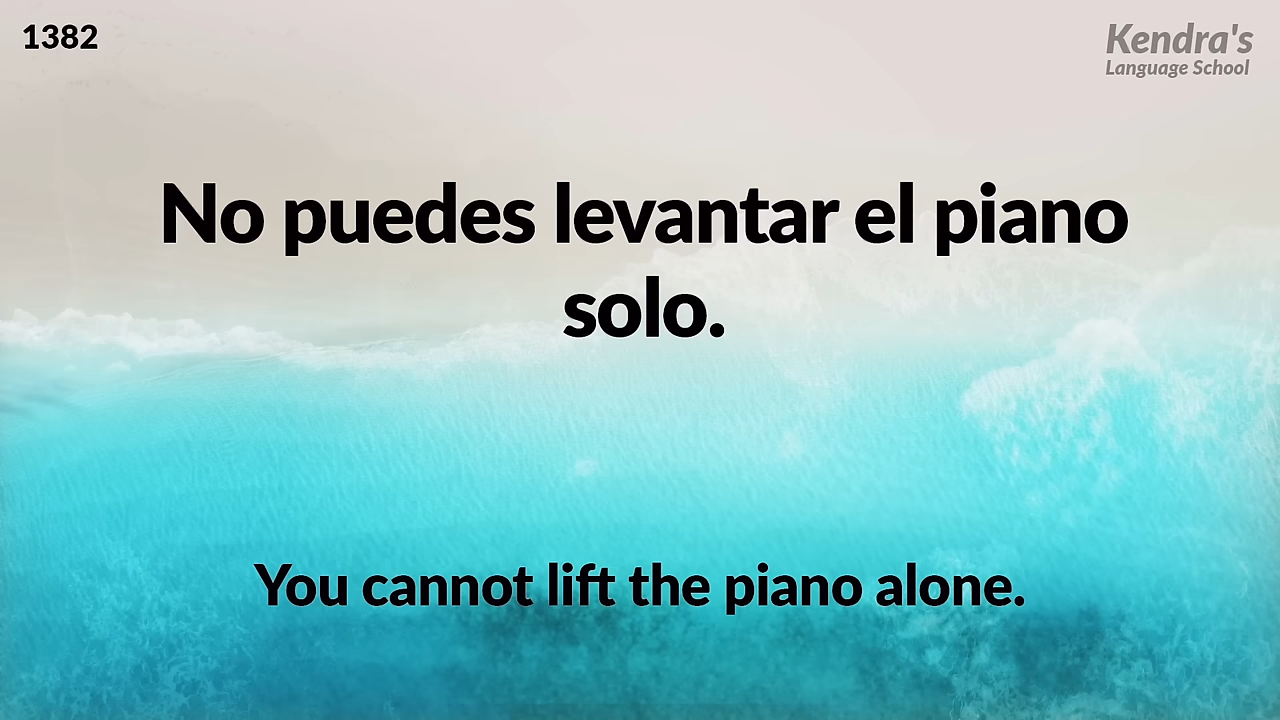 1382
Kendra's
Language School
No puedes levantar el piano
solo.
You cannot lift the piano alone.